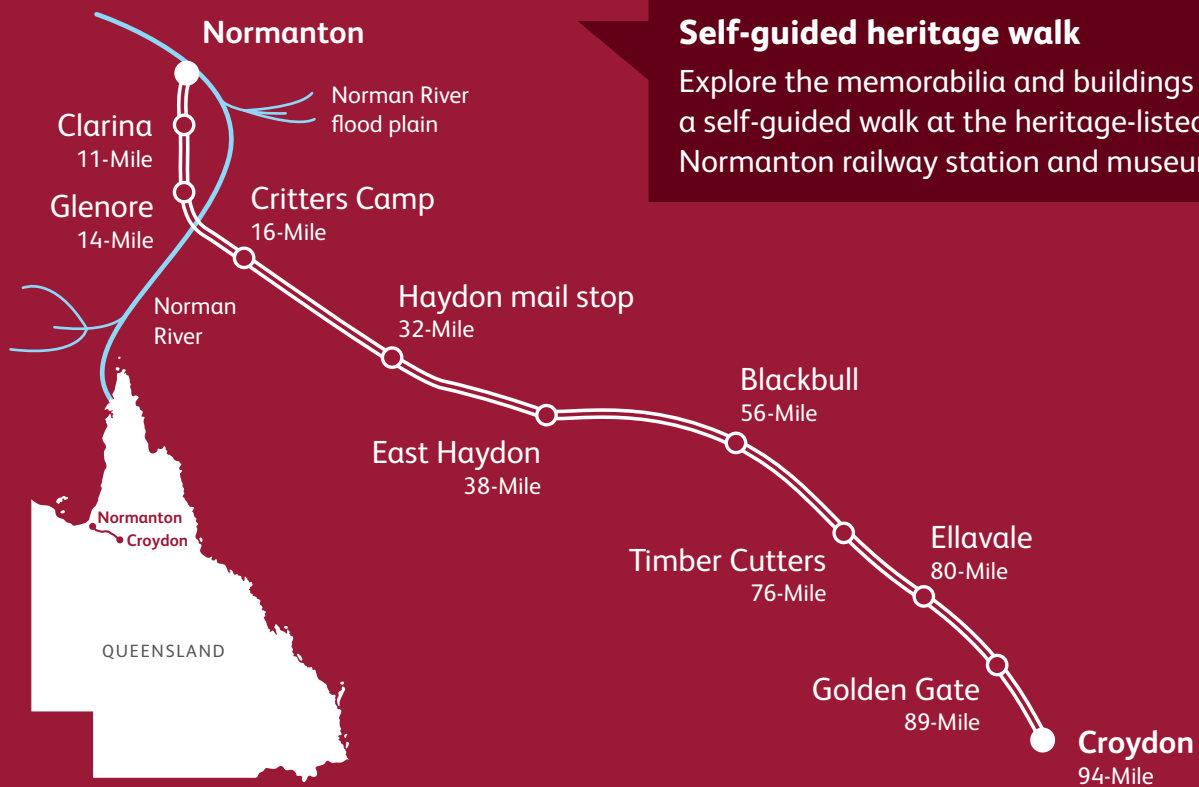 Normanton
Self-guided heritage walk
Explore the memorabilia and buildings
a self-guided walk at the heritage-listed
Normanton railway station and museu
Norman River
flood plain
Clarina
11-Mile
Glenore
14-Mile
Critters Camp
16-Mile
Norman
River
Haydon mail stop
32-Mile
East Haydon
38-Mile
Blackbull
56-Mile
Timber Cutters
76-Mile
Ellavale
80-Mile
Golden Gate
89-Mile
Croydon
94-Mile
Normanton
Croydon
QUEENSLAND